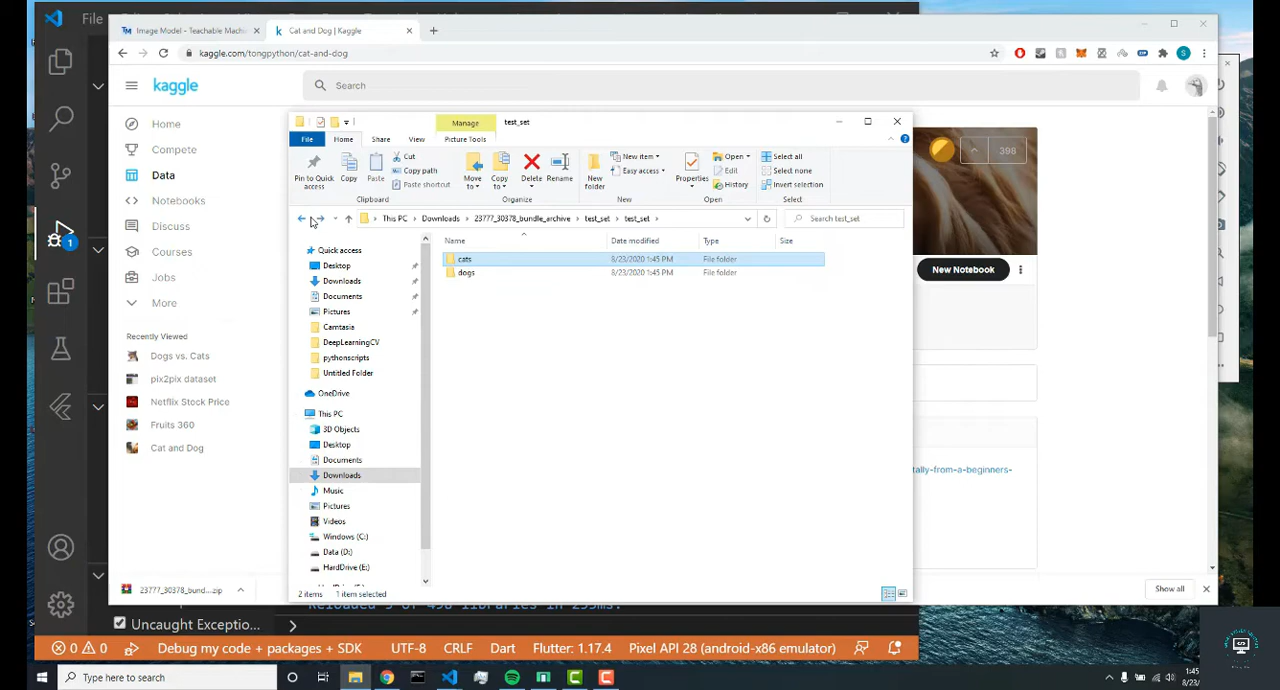 File
Image Model - Teachable Machin
Cat and Dog | Kaggle
kaggle.com/tongpython/cat-and-dog
kaggle
Search
Home
Compete
Data
Notebooks
Discuss
Courses
Jobs
More
Recently Viewed
Dogs vs. Cats
pix2pix dataset
Netflix Stock Price
Fruits 360
Cat and Dog
398
New Notebook
tally-from-a-beginners-
Manage
test_set
File
Home
Share
View
Picture Tools
Pin to Quick access
Copy
Paste
Cut
Copy path
Paste shortcut
Clipboard
Move to
Copy to
Delete
Rename
Organize
New folder
New item
Easy access
New
Properties
Open
Edit
History
Open
Select all
Select none
Invert selection
Select
This PC > Downloads > 23777_30378_bundle_archive > test_set > test_set >
Search test_set
Name
Date modified
Type
Size
cats 8/23/2020 1:45 PM File folder
dogs 8/23/2020 1:45 PM File folder
Quick access
Desktop
Downloads
Documents
Pictures
Camtasia
DeepLearningCV
pythonscripts
Untitled Folder
OneDrive
This PC
3D Objects
Desktop
Documents
Downloads
Music
Pictures
Videos
Windows (C:)
Data (D:)
HardDrive (E:)
2 items 1 item selected
23777_30378_bund....zip
Show all
1
Uncaught Exceptio...
0 0 Debug my code + packages + SDK UTF-8 CRLF Dart Flutter: 1.17.4 Pixel API 28 (android-x86 emulator)
Type here to search
1:45
8/23/